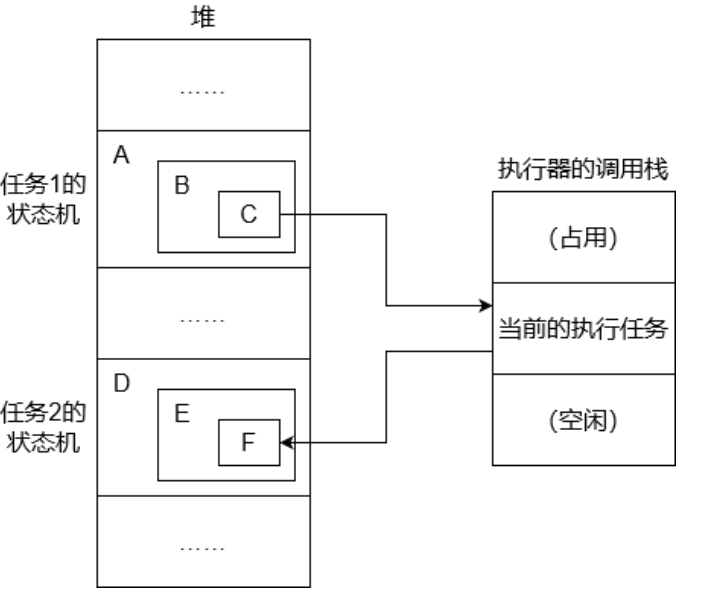 堆
……
任务1的
状态机
A
B
C
……
任务2的
状态机
D
E
F
……
执行器的调用栈
（占用）
当前的执行任务
（空闲）